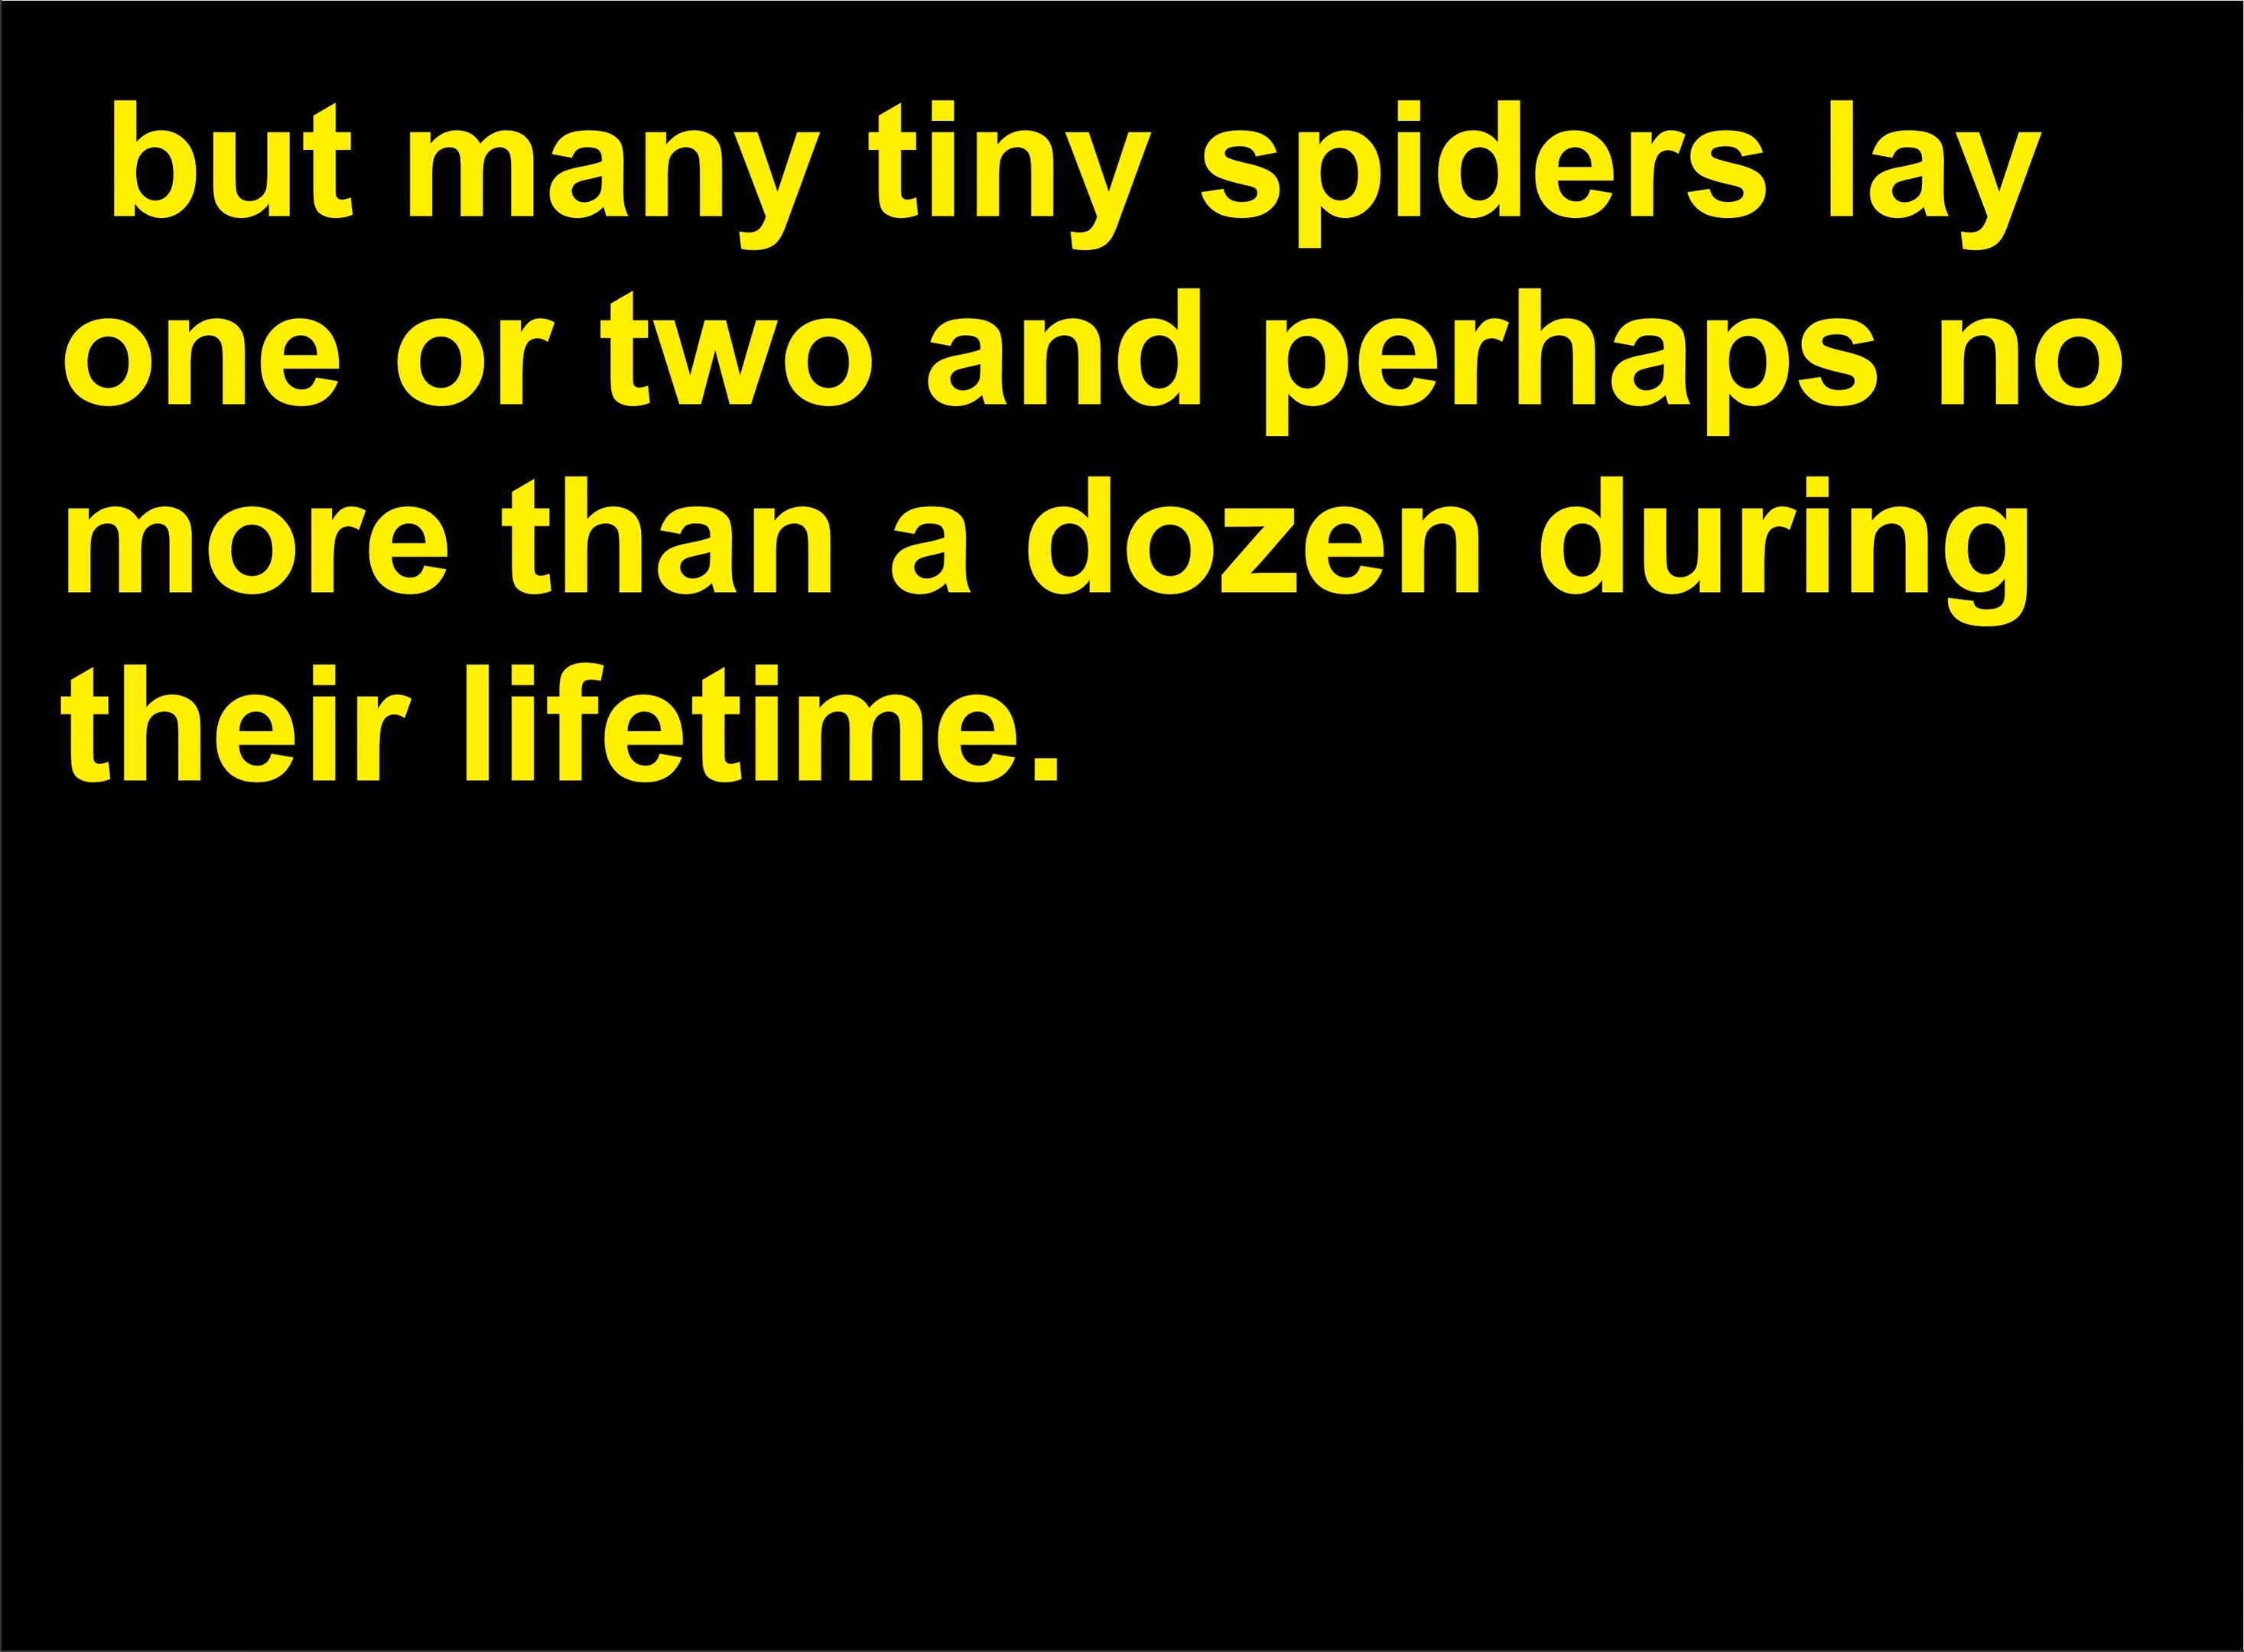 but many tiny spiders lay
one or two and perhaps no
more than a dozen during
their lifetime.